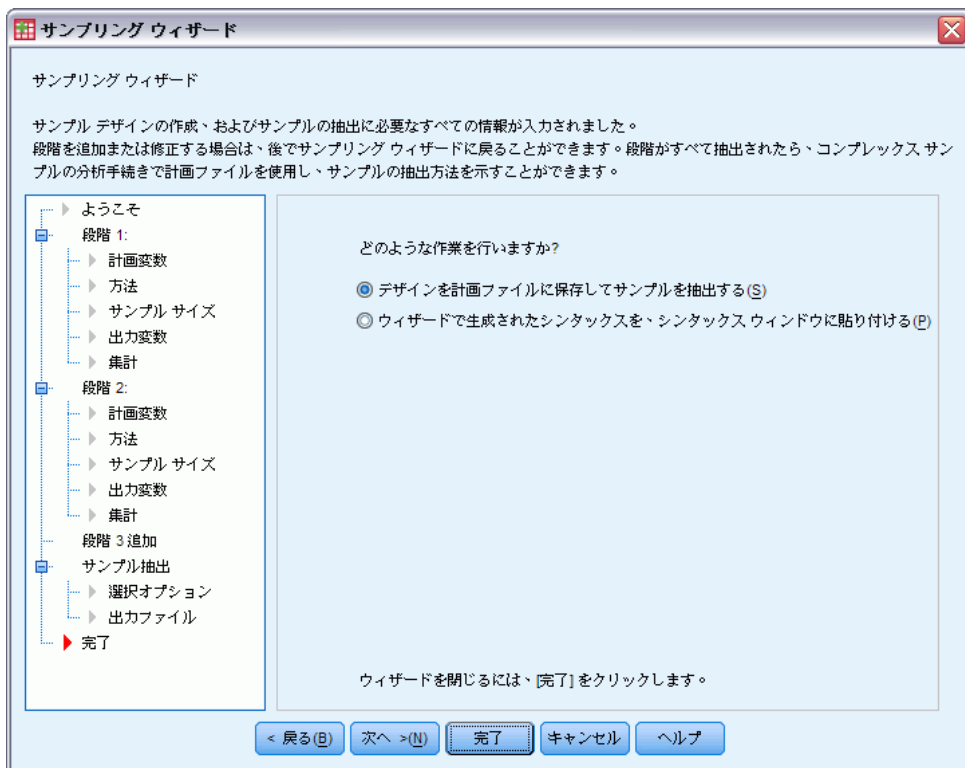 サンプリング ウィザード
サンプリング ウィザード
サンプル デザインの作成、およびサンプルの抽出に必要なすべての情報が入力されました。
段階を追加または修正する場合は、後でサンプリング ウィザードに戻ることができます。段階がすべて抽出されたら、コンプレックス サン
プルの分析手続きで計画ファイルを使用し、サンプルの抽出方法を示すことができます。
ようこそ
段階 1:
計画変数
方法
サンプル サイズ
出力変数
集計
段階 2:
計画変数
方法
サンプル サイズ
出力変数
集計
段階 3 追加
サンプル抽出
選択オプション
出力ファイル
完了
どのような作業を行いますか?
デザインを計画ファイルに保存してサンプルを抽出する(S)
ウィザードで生成されたシンタックスを、シンタックス ウィンドウに貼り付ける(P)
ウィザードを閉じるには、[完了] をクリックします。
< 戻る(B)
次へ >(N)
完了
キャンセル
ヘルプ